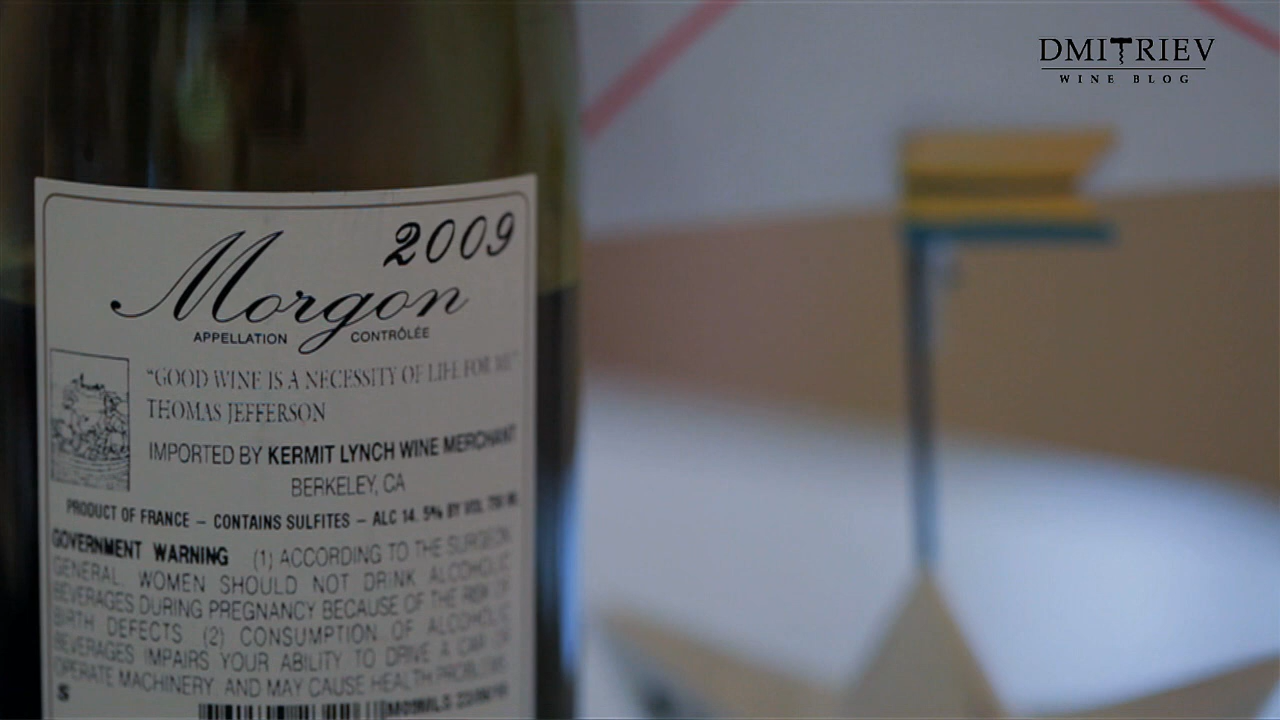 DMITRIEV
WINE BLOG
2009
Morgon
APPELLATION CONTRÔLÉE
"GOOD WINE IS A NECESSITY OF LIFE FOR ME"
THOMAS JEFFERSON
IMPORTED BY KERMIT LYNCH WINE MERCHANT
BERKELEY, CA
PRODUCT OF FRANCE – CONTAINS SULFITES – ALC 14. 5% BY VOL 750 ML
GOVERNMENT WARNING (1) ACCORDING TO THE SURGEON
GENERAL, WOMEN SHOULD NOT DRINK ALCOHOLIC
BEVERAGES DURING PREGNANCY BECAUSE OF THE RISK OF
BIRTH DEFECTS (2) CONSUMPTION OF ALCOHOLIC
BEVERAGES IMPAIRS YOUR ABILITY TO DRIVE A CAR OR
OPERATE MACHINERY AND MAY CAUSE HEALTH PROBLEMS
S